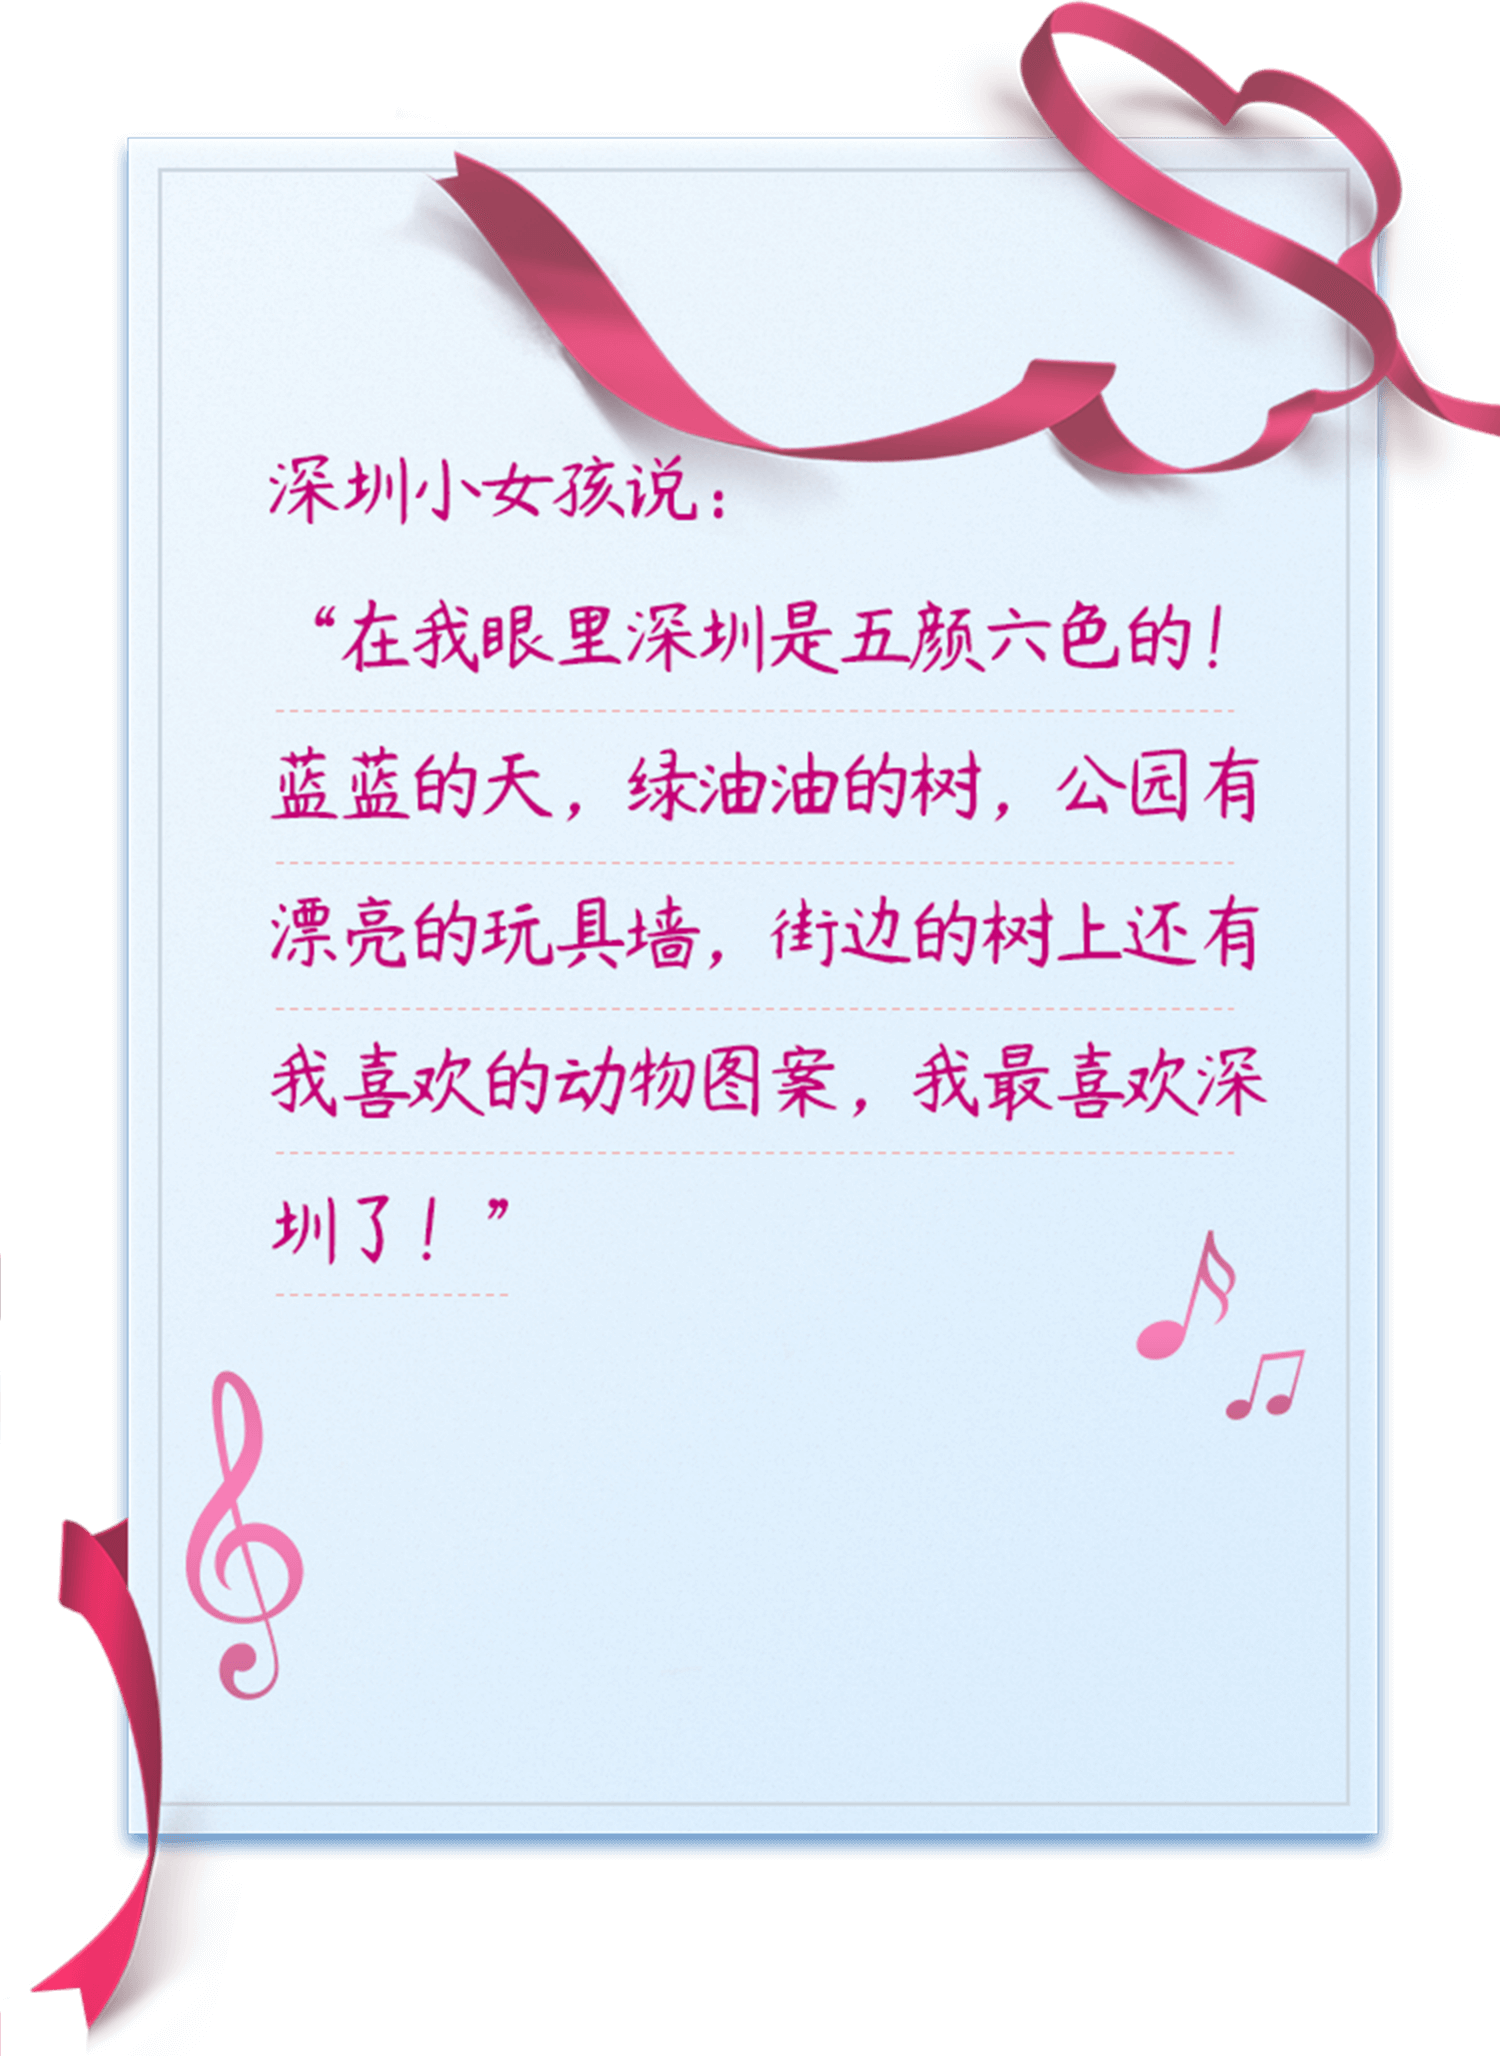 深圳小女孩说：
“在我眼里深圳是五颜六色的！
蓝蓝的天，绿油油的树，公园有
漂亮的玩具墙，街边的树上还有
我喜欢的动物图案，我最喜欢深
圳了！”